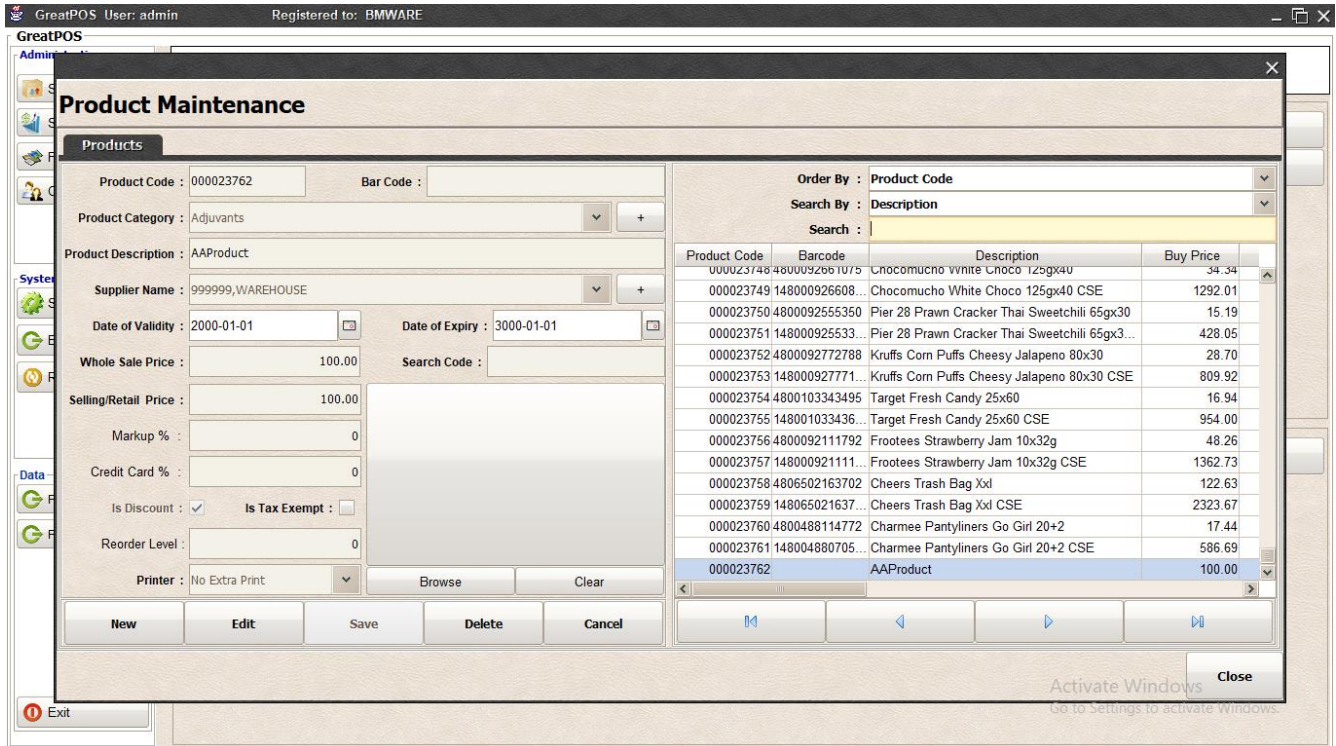 GreatPOS User: admin Registered to: BMWARE
GreatPOS
Product Maintenance
Products
Product Code : 000023762 Bar Code :
Product Category : Adjuvants +
Product Description : AAProduct
Supplier Name : 999999,WAREHOUSE +
Date of Validity : 2000-01-01 Date of Expiry : 3000-01-01
Whole Sale Price : 100.00 Search Code :
Selling/Retail Price : 100.00
Markup % : 0
Credit Card % : 0
Is Discount : Is Tax Exempt :
Reorder Level : 0
Printer : No Extra Print Browse Clear
New Edit Save Delete Cancel
Order By : Product Code
Search By : Description
Search :
Product Code Barcode Description Buy Price
000023748 4800092661075 Chocomucho White Choco 125gx40 34.34
000023749 148000926608... Chocomucho White Choco 125gx40 CSE 1292.01
000023750 4800092555350 Pier 28 Prawn Cracker Thai Sweetchili 65gx30 15.19
000023751 148000925533... Pier 28 Prawn Cracker Thai Sweetchili 65gx3... 428.05
000023752 4800092772788 Kruffs Corn Puffs Cheesy Jalapeno 80x30 28.70
000023753 148000927771... Kruffs Corn Puffs Cheesy Jalapeno 80x30 CSE 809.92
000023754 4800103343495 Target Fresh Candy 25x60 16.94
000023755 148001033436... Target Fresh Candy 25x60 CSE 954.00
000023756 4800092111792 Frootees Strawberry Jam 10x32g 48.26
000023757 148000921111... Frootees Strawberry Jam 10x32g CSE 1362.73
000023758 4806502163702 Cheers Trash Bag Xxl 122.63
000023759 148065021637... Cheers Trash Bag Xxl CSE 2323.67
000023760 4800488114772 Charmee Pantyliners Go Girl 20+2 17.44
000023761 148004880705... Charmee Pantyliners Go Girl 20+2 CSE 586.69
000023762 AAProduct 100.00
Close
Activate Windows
Go to Settings to activate Windows.
Data
Exit